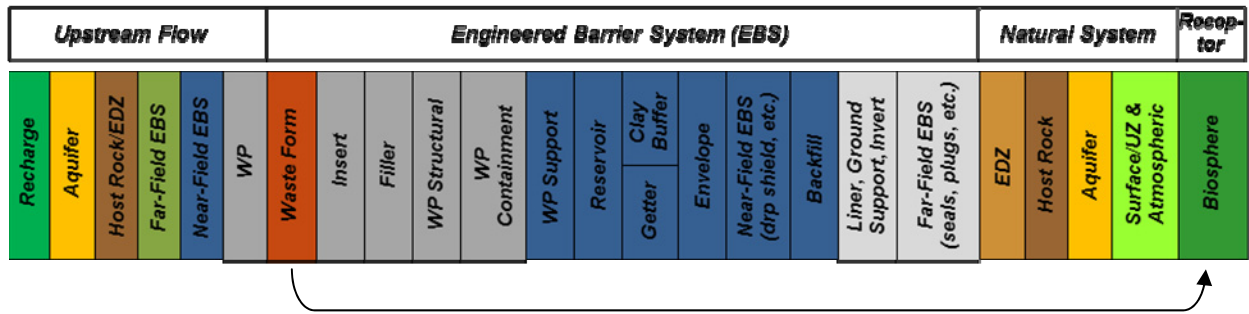 Upstream Flow
Engineered Barrier System (EBS)
Natural System
Recep-
tor
Recharge
Aquifer
Host Rock/EDZ
Far-Field EBS
Near-Field EBS
WP
Waste Form
Insert
Filler
WP Structural
WP
Containment
WP Support
Reservoir
Clay
Buffer
Getter
Envelope
Near-Field EBS
(drp shield, etc.)
Backfill
Liner, Ground
Support, Invert
Far-Field EBS
(seals, plugs, etc.)
EDZ
Host Rock
Aquifer
Surface/UZ &
Atmospheric
Biosphere